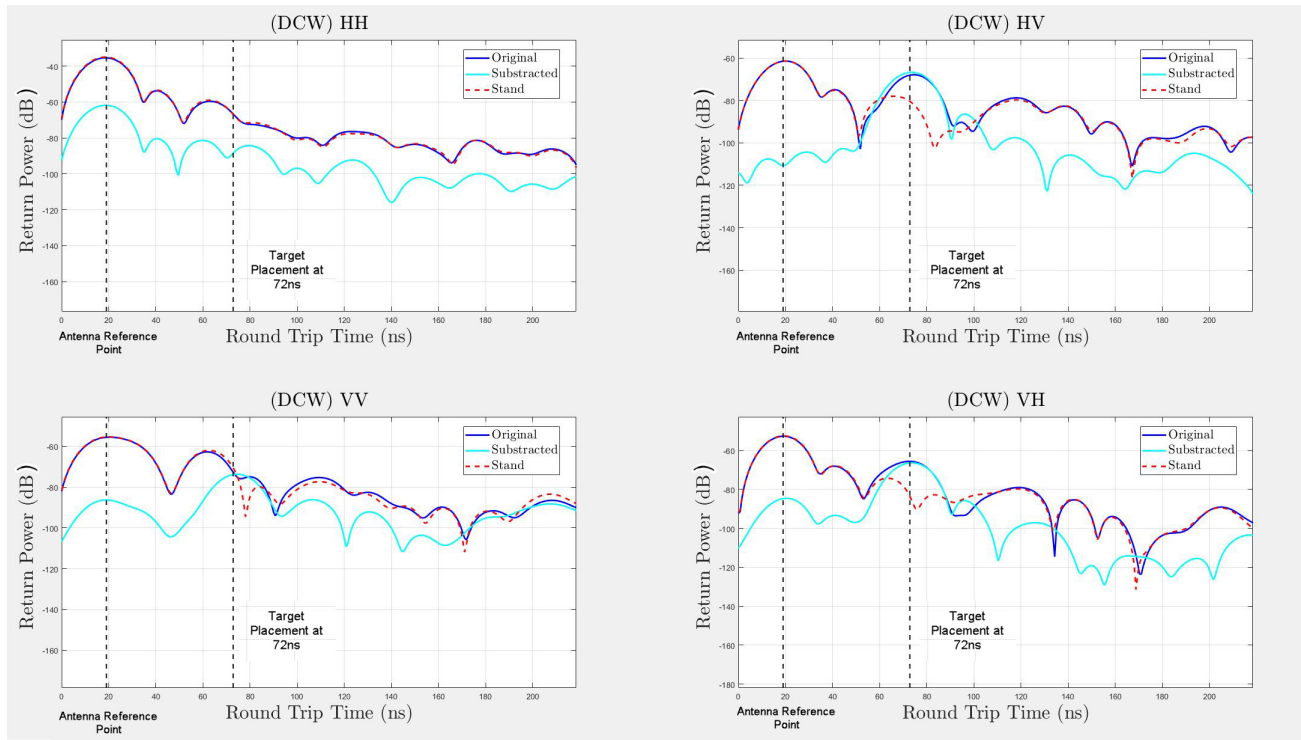 (DCW) HH
Return Power (dB)
-40
-60
-80
-100
-120
-140
-160
Original
Substracted
Stand
Target
Placement at
72ns
0 20 40 60 80 100 120 140 160 180 200
Antenna Reference
Point
Round Trip Time (ns)
(DCW) HV
Return Power (dB)
-60
-80
-100
-120
-140
-160
Original
Substracted
Stand
Target
Placement at
72ns
0 20 40 60 80 100 120 140 160 180 200
Antenna Reference
Point
Round Trip Time (ns)
(DCW) VV
Return Power (dB)
-60
-80
-100
-120
-140
-160
Original
Substracted
Stand
Target
Placement at
72ns
0 20 40 60 80 100 120 140 160 180 200
Antenna Reference
Point
Round Trip Time (ns)
(DCW) VH
Return Power (dB)
-60
-80
-100
-120
-140
-160
-180
Original
Substracted
Stand
Target
Placement at
72ns
0 20 40 60 80 100 120 140 160 180 200
Antenna Reference
Point
Round Trip Time (ns)